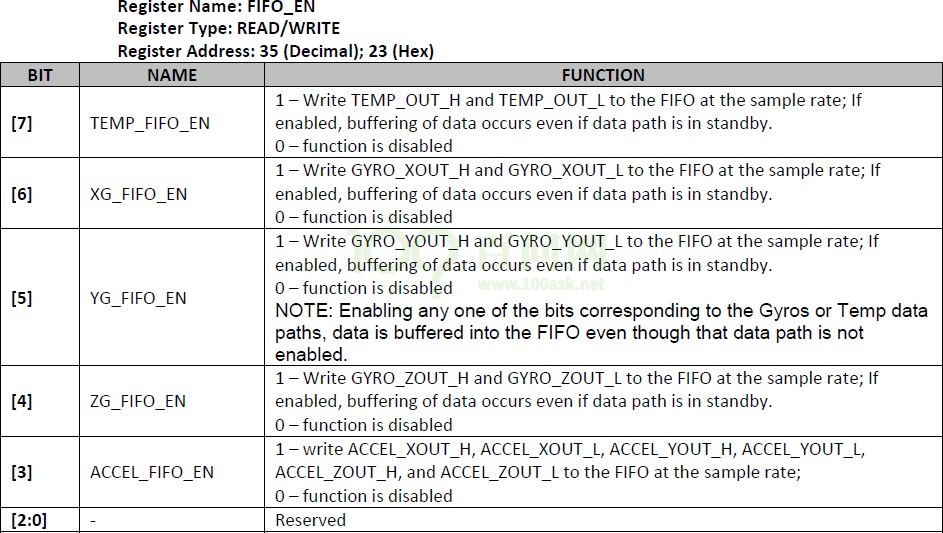 Register Name: FIFO_EN
Register Type: READ/WRITE
Register Address: 35 (Decimal); 23 (Hex)
BIT NAME FUNCTION
[7] TEMP_FIFO_EN 1 – Write TEMP_OUT_H and TEMP_OUT_L to the FIFO at the sample rate; If
enabled, buffering of data occurs even if data path is in standby.
0 – function is disabled
[6] XG_FIFO_EN 1 – Write GYRO_XOUT_H and GYRO_XOUT_L to the FIFO at the sample rate; If
enabled, buffering of data occurs even if data path is in standby.
0 – function is disabled
[5] YG_FIFO_EN 1 – Write GYRO_YOUT_H and GYRO_YOUT_L to the FIFO at the sample rate; If
enabled, buffering of data occurs even if data path is in standby.
0 – function is disabled
NOTE: Enabling any one of the bits corresponding to the Gyros or Temp data
paths, data is buffered into the FIFO even though that data path is not
enabled.
[4] ZG_FIFO_EN 1 – Write GYRO_ZOUT_H and GYRO_ZOUT_L to the FIFO at the sample rate; If
enabled, buffering of data occurs even if data path is in standby.
0 – function is disabled
[3] ACCEL_FIFO_EN 1 – write ACCEL_XOUT_H, ACCEL_XOUT_L, ACCEL_YOUT_H, ACCEL_YOUT_L,
ACCEL_ZOUT_H, and ACCEL_ZOUT_L to the FIFO at the sample rate;
0 – function is disabled
[2:0] - Reserved
100 百问网
www.100ask.net